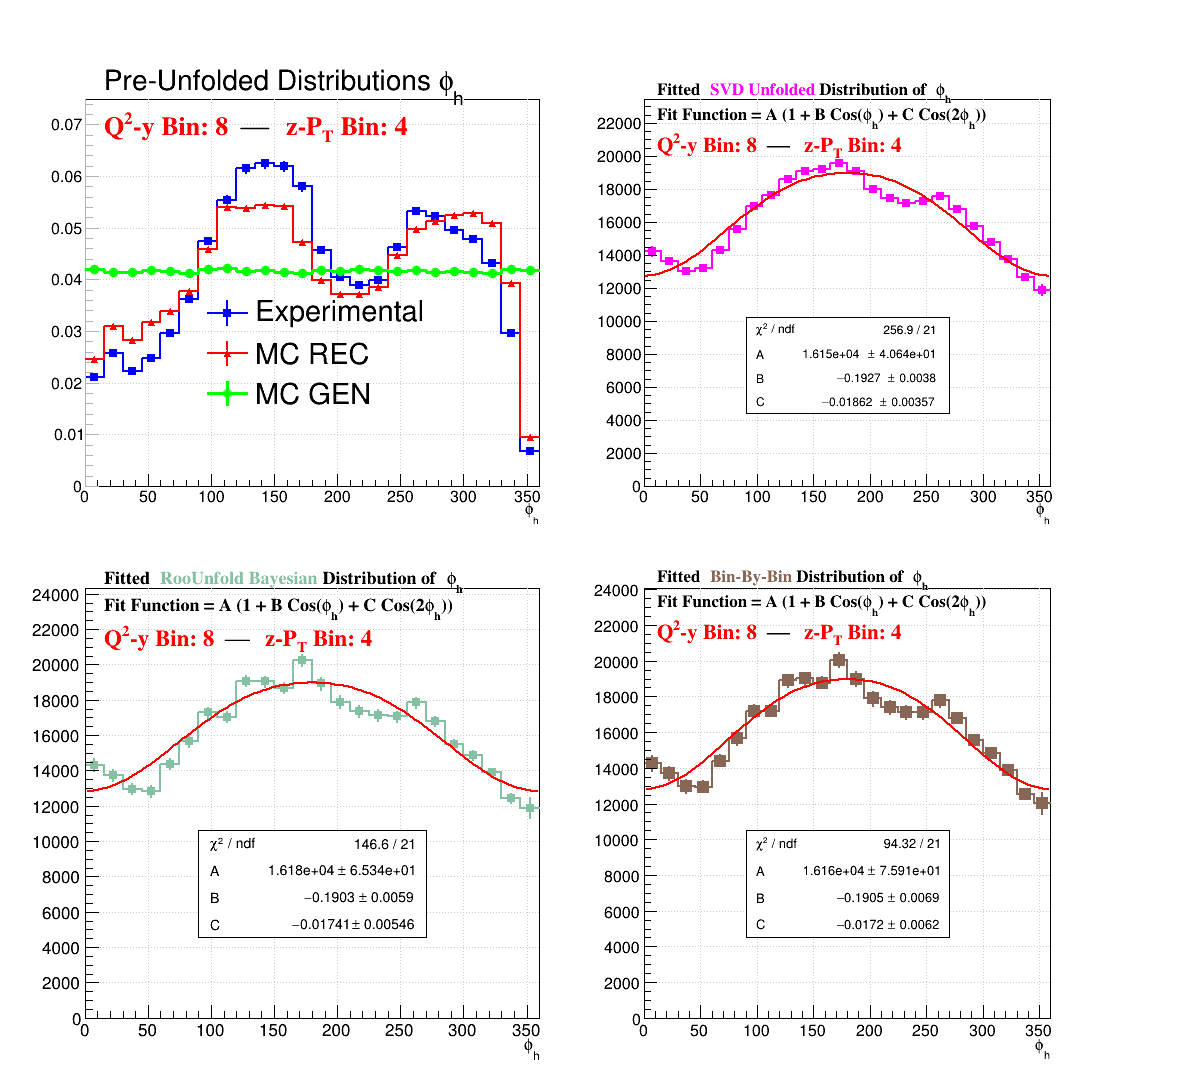 Pre-Unfolded Distributions ϕh
Q2-y Bin: 8 — z-PT Bin: 4
0.07
0.06
0.05
0.04
0.03
0.02
0.01
0
Experimental
MC REC
MC GEN
0 50 100 150 200 250 300 350
ϕh
Fitted SVD Unfolded Distribution of ϕh
Fit Function = A (1 + B Cos(ϕh) + C Cos(2ϕh))
Q2-y Bin: 8 — z-PT Bin: 4
22000
20000
18000
16000
14000
12000
10000
8000
6000
4000
2000
0
χ2 / ndf 256.9 / 21
A 1.615e+04 ± 4.064e+01
B −0.1927 ± 0.0038
C −0.01862 ± 0.00357
0 50 100 150 200 250 300 350
ϕh
Fitted RooUnfold Bayesian Distribution of ϕh
Fit Function = A (1 + B Cos(ϕh) + C Cos(2ϕh))
Q2-y Bin: 8 — z-PT Bin: 4
24000
22000
20000
18000
16000
14000
12000
10000
8000
6000
4000
2000
0
χ2 / ndf 146.6 / 21
A 1.618e+04 ± 6.534e+01
B −0.1903 ± 0.0059
C −0.01741 ± 0.00546
0 50 100 150 200 250 300 350
ϕh
Fitted Bin-By-Bin Distribution of ϕh
Fit Function = A (1 + B Cos(ϕh) + C Cos(2ϕh))
Q2-y Bin: 8 — z-PT Bin: 4
24000
22000
20000
18000
16000
14000
12000
10000
8000
6000
4000
2000
0
χ2 / ndf 94.32 / 21
A 1.616e+04 ± 7.591e+01
B −0.1905 ± 0.0069
C −0.0172 ± 0.0062
0 50 100 150 200 250 300 350
ϕh